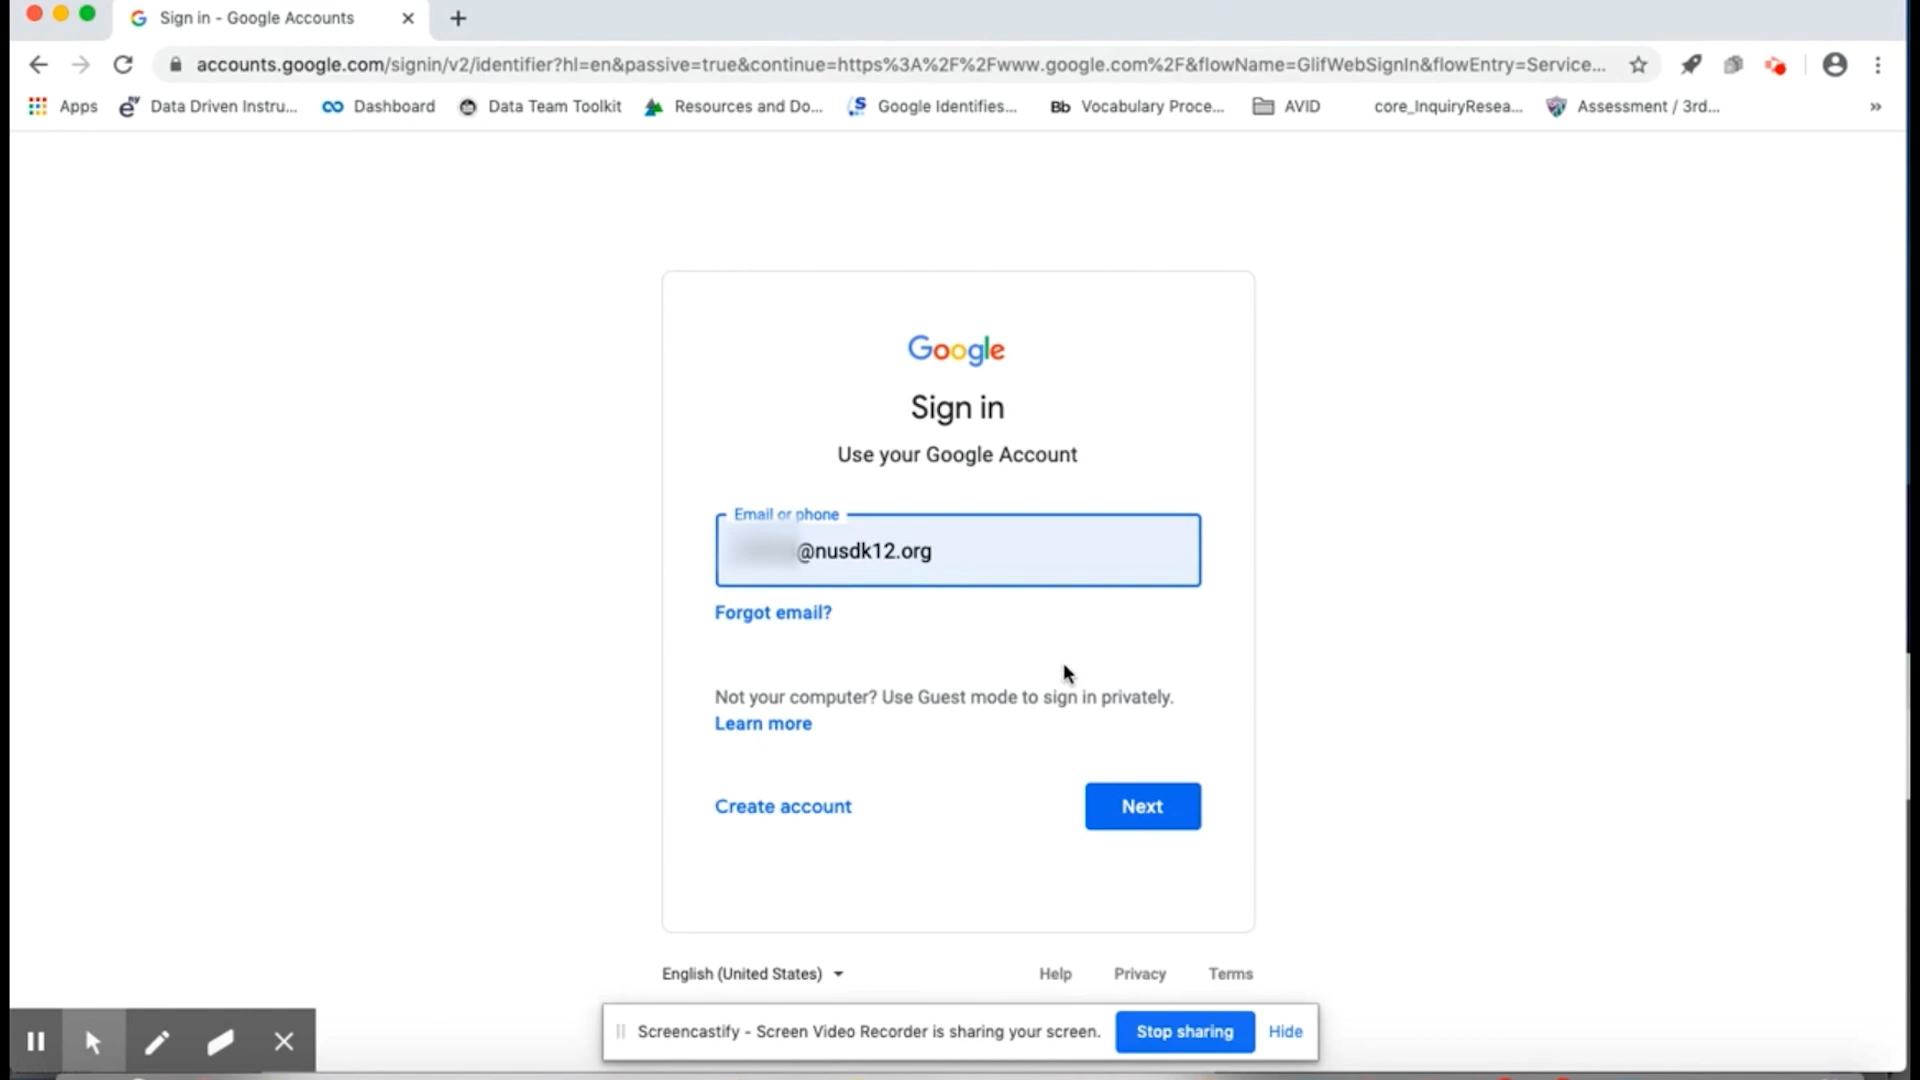 Sign in - Google Accounts
accounts.google.com/signin/v2/identifier?hl=en&passive=true&continue=https%3A%2F%2Fwww.google.com%2F&flowName=GlifWebSignIn&flowEntry=Service...
Apps Data Driven Instru... Dashboard Data Team Toolkit Resources and Do... Google Identifies... Bb Vocabulary Proce... AVID core_InquiryResea... Assessment / 3rd... »
Google
Sign in
Use your Google Account
Email or phone
@nusdk12.org
Forgot email?
Not your computer? Use Guest mode to sign in privately.
Learn more
Create account Next
English (United States) Help Privacy Terms
Screencastify - Screen Video Recorder is sharing your screen. Stop sharing Hide